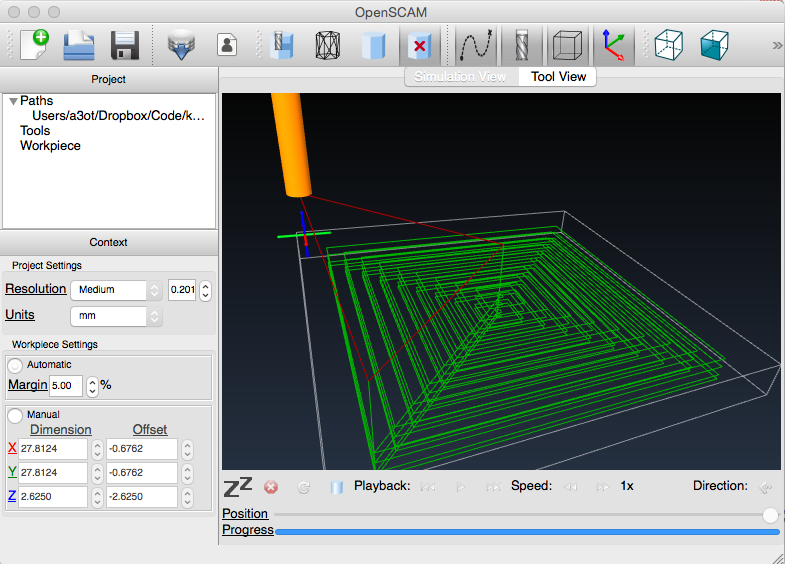 OpenSCAM
Project
Simulation View
Tool View
Paths
Users/a3ot/Dropbox/Code/k...
Tools
Workpiece
Context
Project Settings
Resolution Medium 0.201
Units mm
Workpiece Settings
Automatic
Margin 5.00 %
Manual
Dimension Offset
X 27.8124 -0.6762
Y 27.8124 -0.6762
Z 2.6250 -2.6250
ZZ Playback: Speed: 1x Direction:
Position
Progress